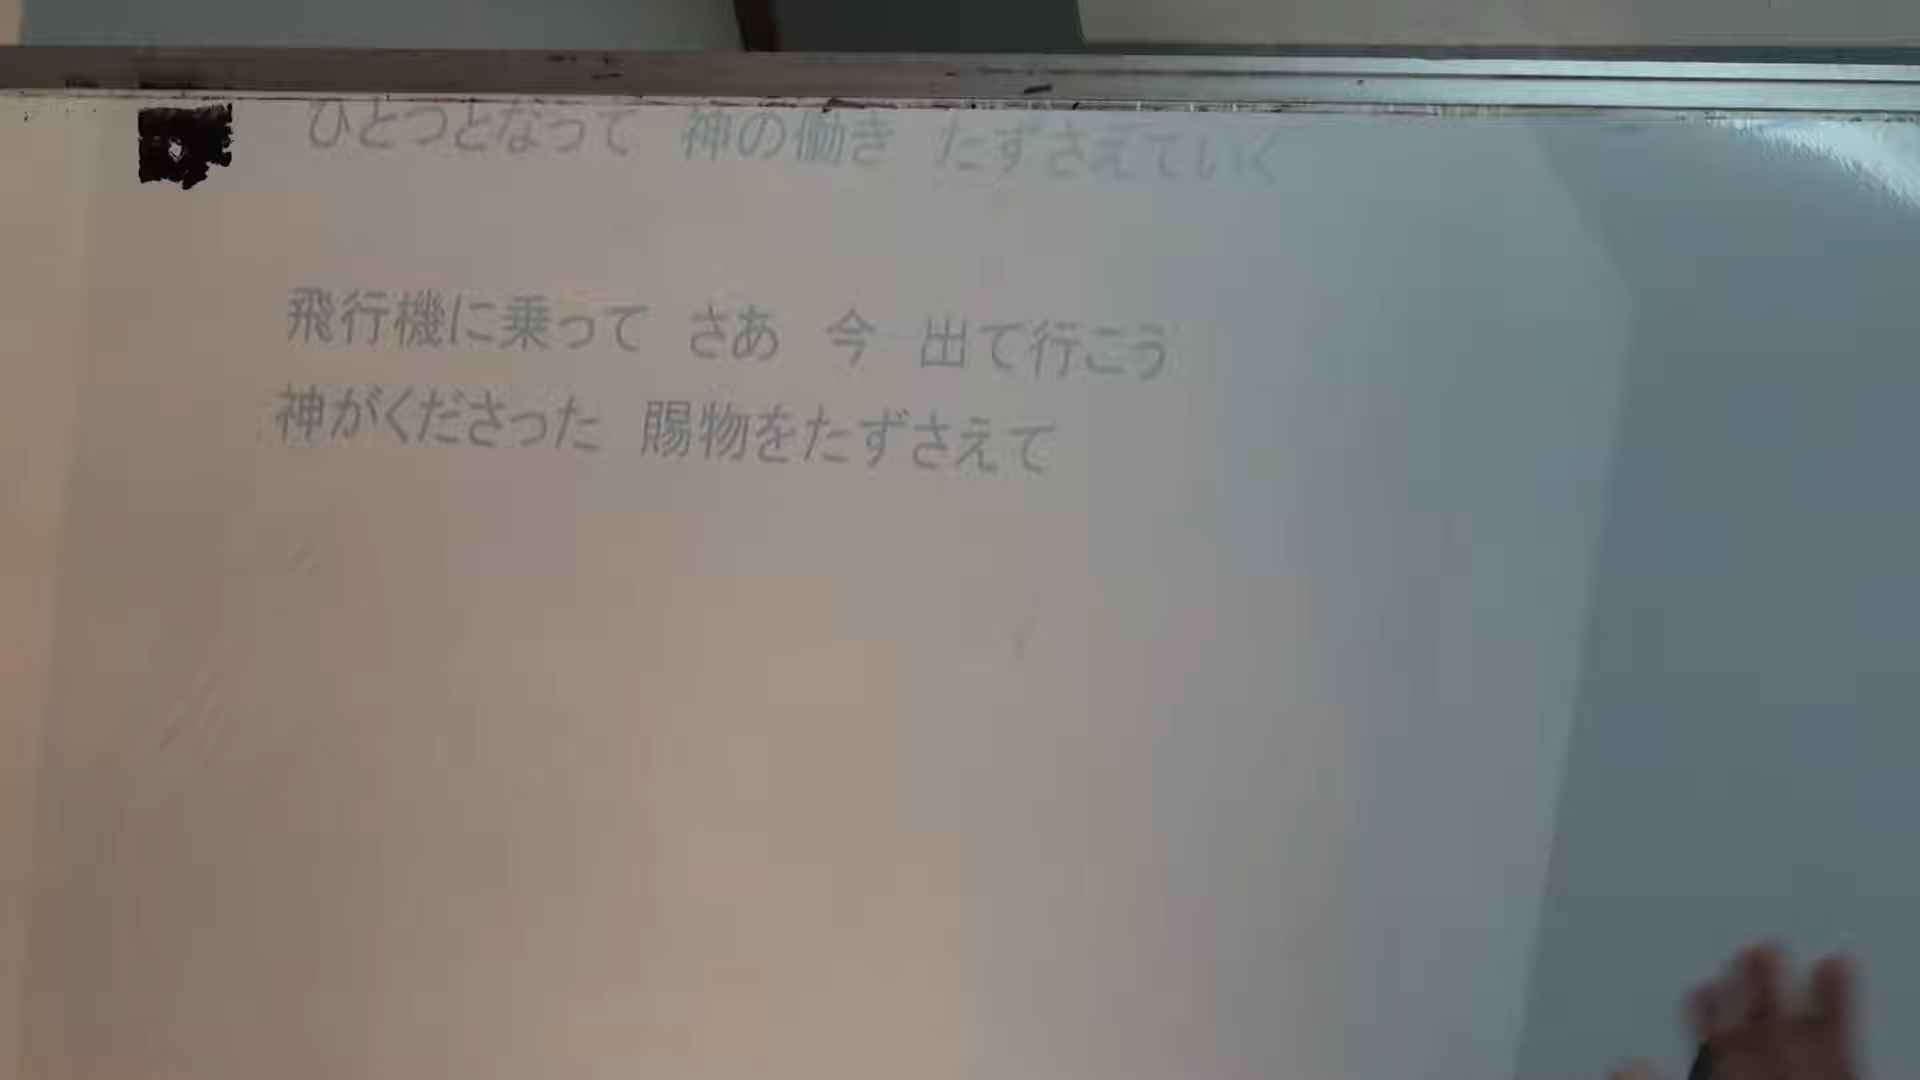 ひとつとなって 神の働き たずさえていく
飛行機に乗って さあ 今 出て行こう
神がくださった 賜物をたずさえて